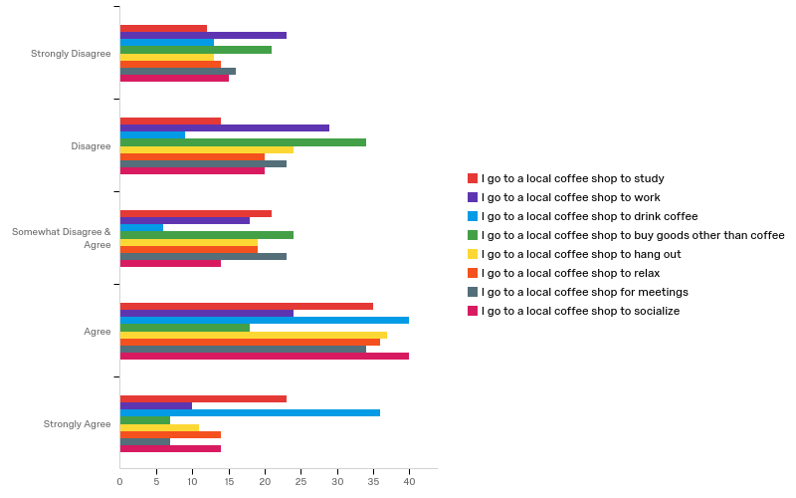 Strongly Disagree
Disagree
Somewhat Disagree &
Agree
Agree
Strongly Agree
0 5 10 15 20 25 30 35 40
I go to a local coffee shop to study
I go to a local coffee shop to work
I go to a local coffee shop to drink coffee
I go to a local coffee shop to buy goods other than coffee
I go to a local coffee shop to hang out
I go to a local coffee shop to relax
I go to a local coffee shop for meetings
I go to a local coffee shop to socialize